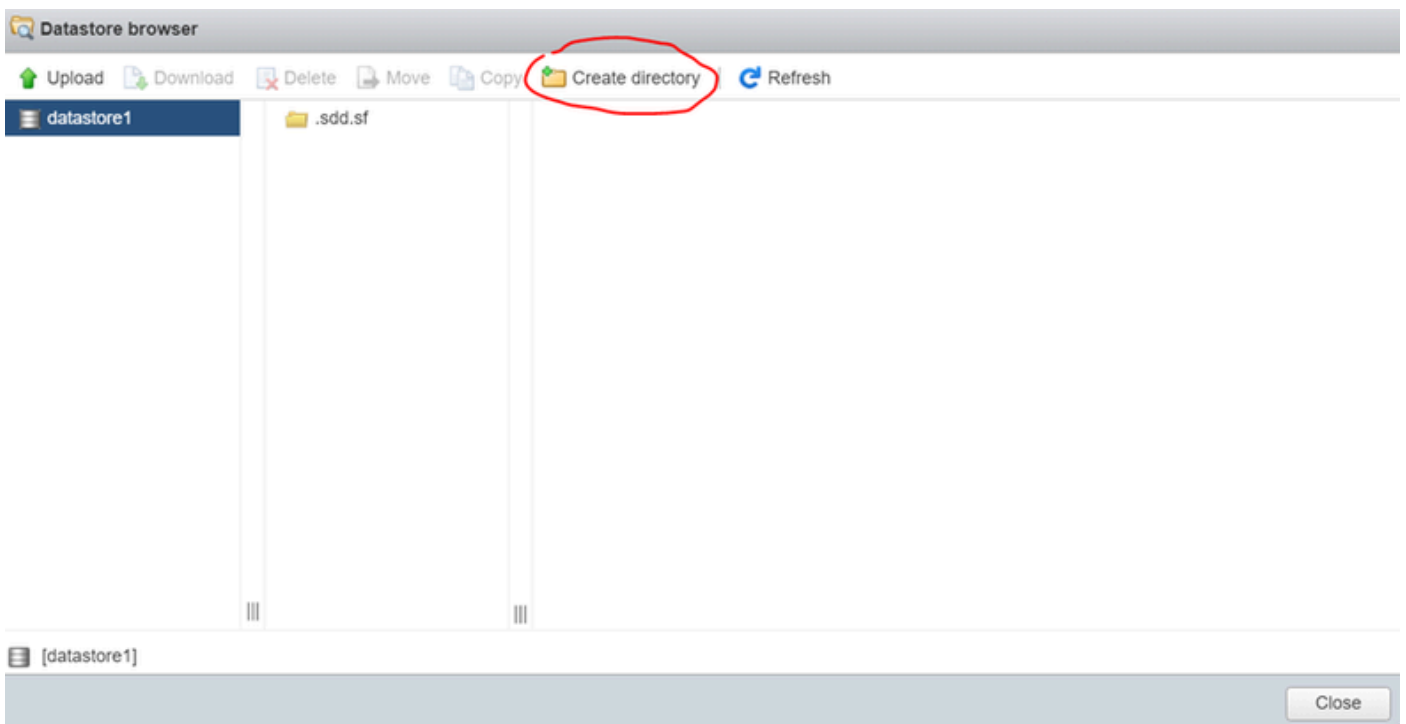 Datastore browser
Upload Download Delete Move Copy Create directory Refresh
datastore1 .sdd.sf
[datastore1]
Close